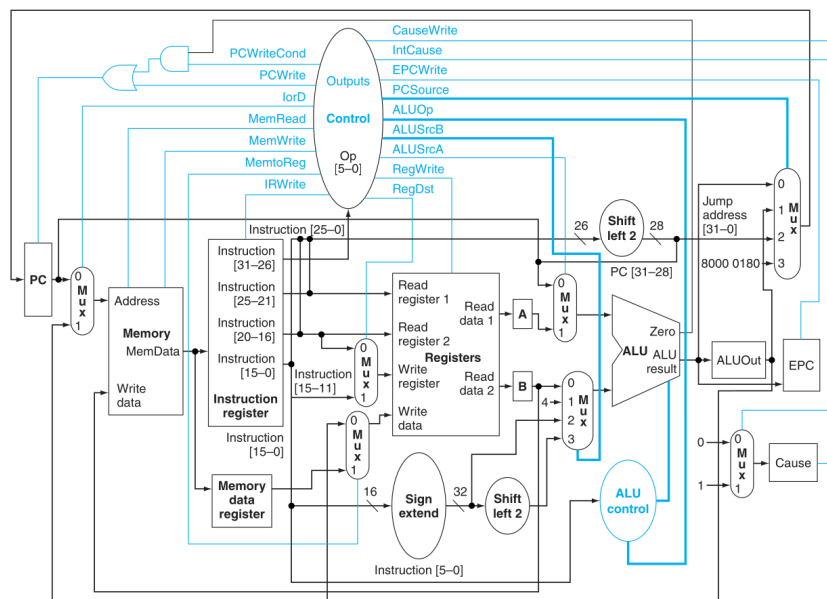 CauseWrite
IntCause
EPCWrite
PCSource
ALUOp
ALUSrcB
ALUSrcA
RegWrite
RegDst
PCWriteCond
PCWrite
IorD
MemRead
MemWrite
MemtoReg
IRWrite
Outputs
Control
Op
[5–0]
PC
0
M
u
x
1
Address
Memory
MemData
Write
data
Instruction [25–0]
Instruction
[31–26]
Instruction
[25–21]
Instruction
[20–16]
Instruction
[15–0]
Instruction
register
Instruction
[15–0]
Memory
data
register
Instruction
[15–11]
0
M
u
x
1
0
M
u
x
1
Read
register 1
Read
register 2
Registers
Write
register
Write
data
Read
data 1
Read
data 2
16
Sign
extend
32
Shift
left 2
Instruction [5–0]
A
B
4
0
M
u
x
1
0
1
M
u
x
2
3
26
Shift
left 2
28
PC [31–28]
Jump
address
[31–0]
8000 0180
0
1
M
u
x
2
3
Zero
ALU
ALU
result
ALUOut
EPC
ALU
control
0
1
0
M
u
x
1
Cause